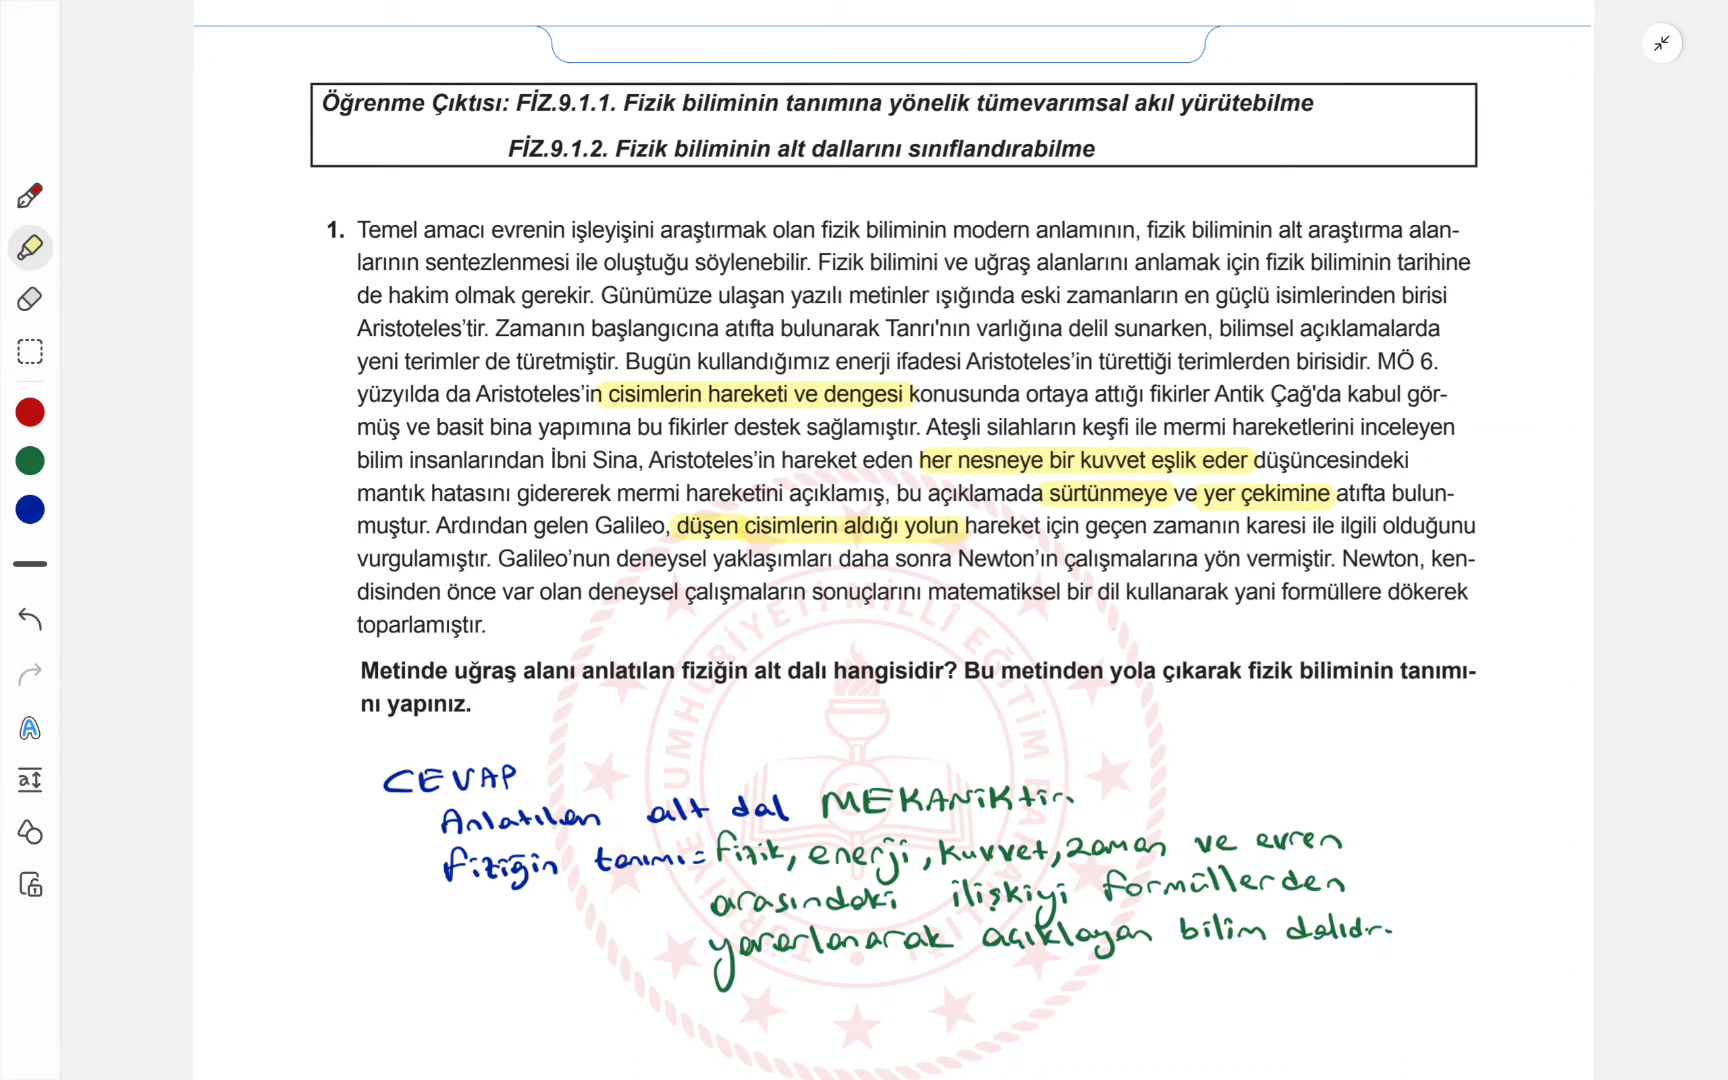 Öğrenme Çıktısı: FİZ.9.1.1. Fizik biliminin tanımına yönelik tümevarımsal akıl yürütebilme
FİZ.9.1.2. Fizik biliminin alt dallarını sınıflandırabilme
1. Temel amacı evrenin işleyişini araştırmak olan fizik biliminin modern anlamının, fizik biliminin alt araştırma alan-
larının sentezlenmesi ile oluştuğu söylenebilir. Fizik bilimini ve uğraş alanlarını anlamak için fizik biliminin tarihine
de hakim olmak gerekir. Günümüze ulaşan yazılı metinler ışığında eski zamanların en güçlü isimlerinden birisi
Aristoteles’tir. Zamanın başlangıcına atıfta bulunarak Tanrı'nın varlığına delil sunarken, bilimsel açıklamalarda
yeni terimler de türetmiştir. Bugün kullandığımız enerji ifadesi Aristoteles’in türettiği terimlerden birisidir. MÖ 6.
yüzyılda da Aristoteles’in cisimlerin hareketi ve dengesi konusunda ortaya attığı fikirler Antik Çağ'da kabul gör-
müş ve basit bina yapımına bu fikirler destek sağlamıştır. Ateşli silahların keşfi ile mermi hareketlerini inceleyen
bilim insanlarından İbni Sina, Aristoteles’in hareket eden her nesneye bir kuvvet eşlik eder düşüncesindeki
mantık hatasını gidererek mermi hareketini açıklamış, bu açıklamada sürtünmeye ve yer çekimine atıfta bulun-
muştur. Ardından gelen Galileo, düşen cisimlerin aldığı yolun hareket için geçen zamanın karesi ile ilgili olduğunu
vurgulamıştır. Galileo’nun deneysel yaklaşımları daha sonra Newton’ın çalışmalarına yön vermiştir. Newton, ken-
disinden önce var olan deneysel çalışmaların sonuçlarını matematiksel bir dil kullanarak yani formüllere dökerek
toparlamıştır.
Metinde uğraş alanı anlatılan fiziğin alt dalı hangisidir? Bu metinden yola çıkarak fizik biliminin tanımı-
nı yapınız.
CEVAP
Anlatılan alt dal MEKANiKtir.
fiziğin tanımı= fizik, enerji, kuvvet, zaman ve evren
arasındaki ilişkiyi formüllerden
yararlanarak açıklayan bilim dalıdır.